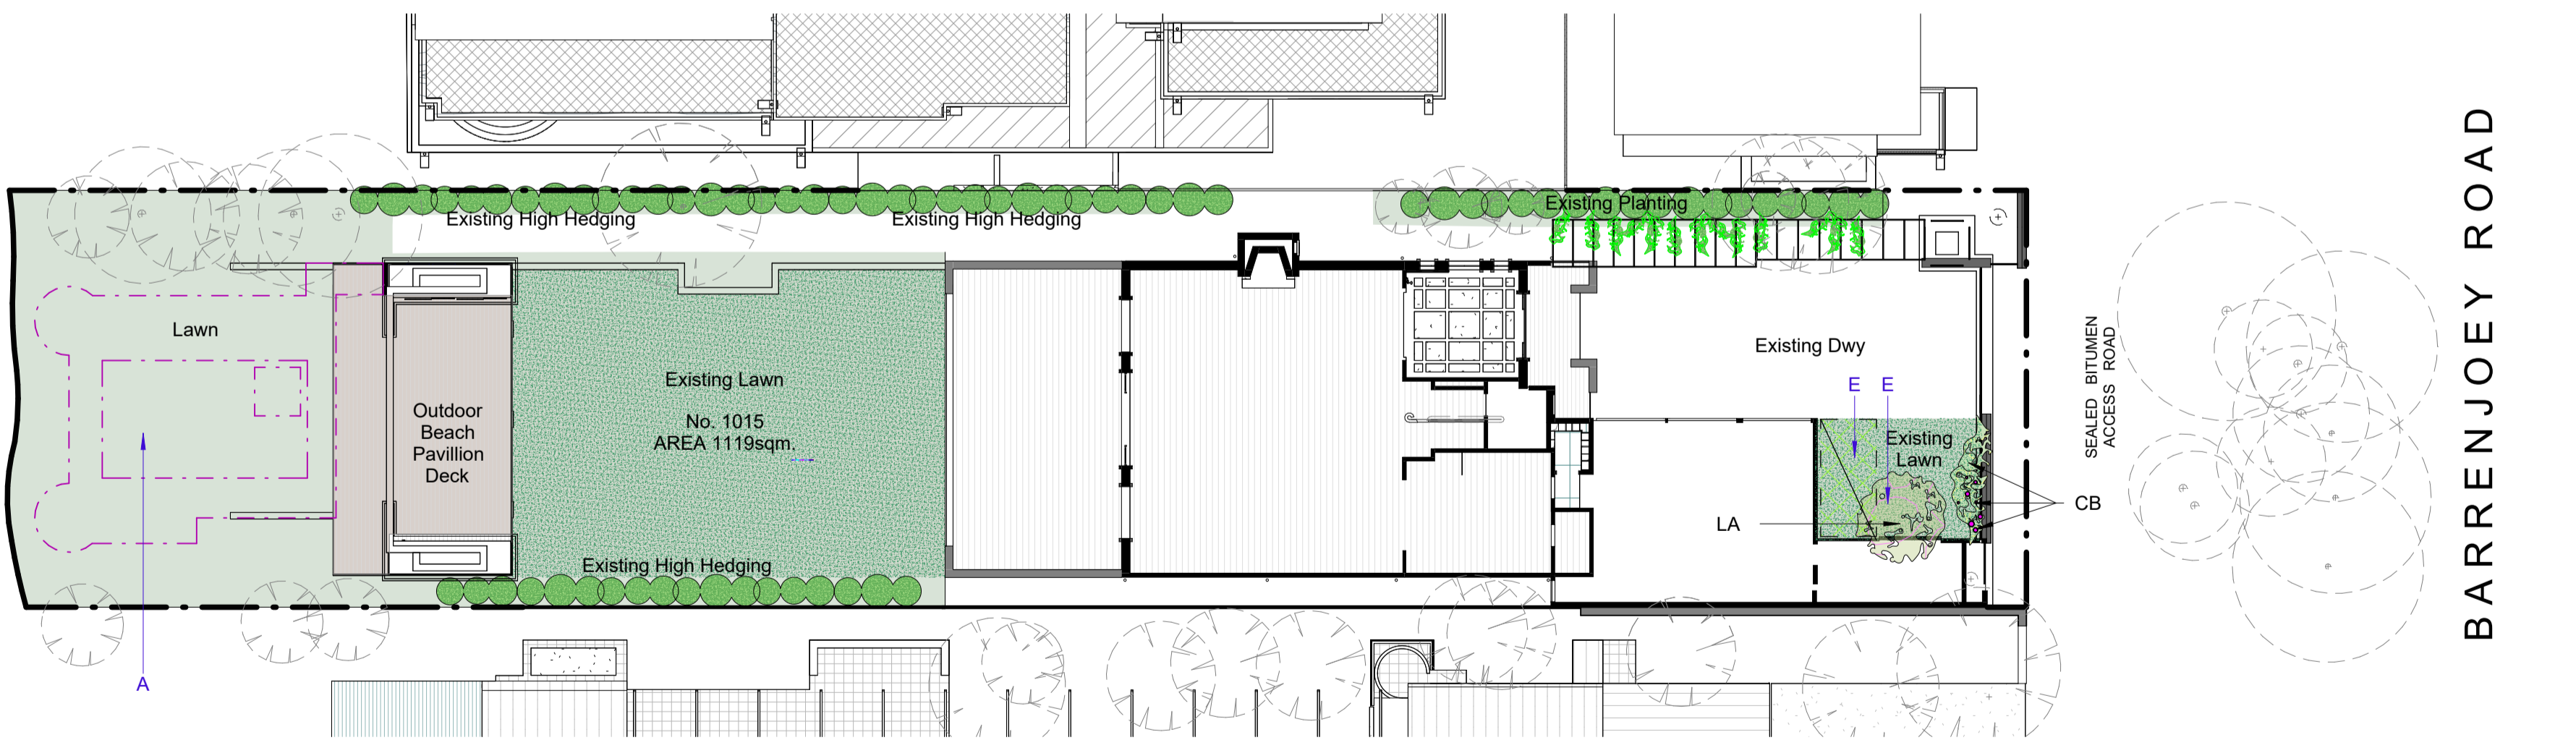 Existing High Hedging
Existing High Hedging
Existing Planting
Lawn
Existing Lawn
No. 1015
AREA 1119sqm.
Outdoor
Beach
Pavillion
Deck
Existing High Hedging
Existing Dwy
E E
Existing
Lawn
LA
CB
A
SEALED BITUMEN
ACCESS ROAD
BARRENJOEY ROAD